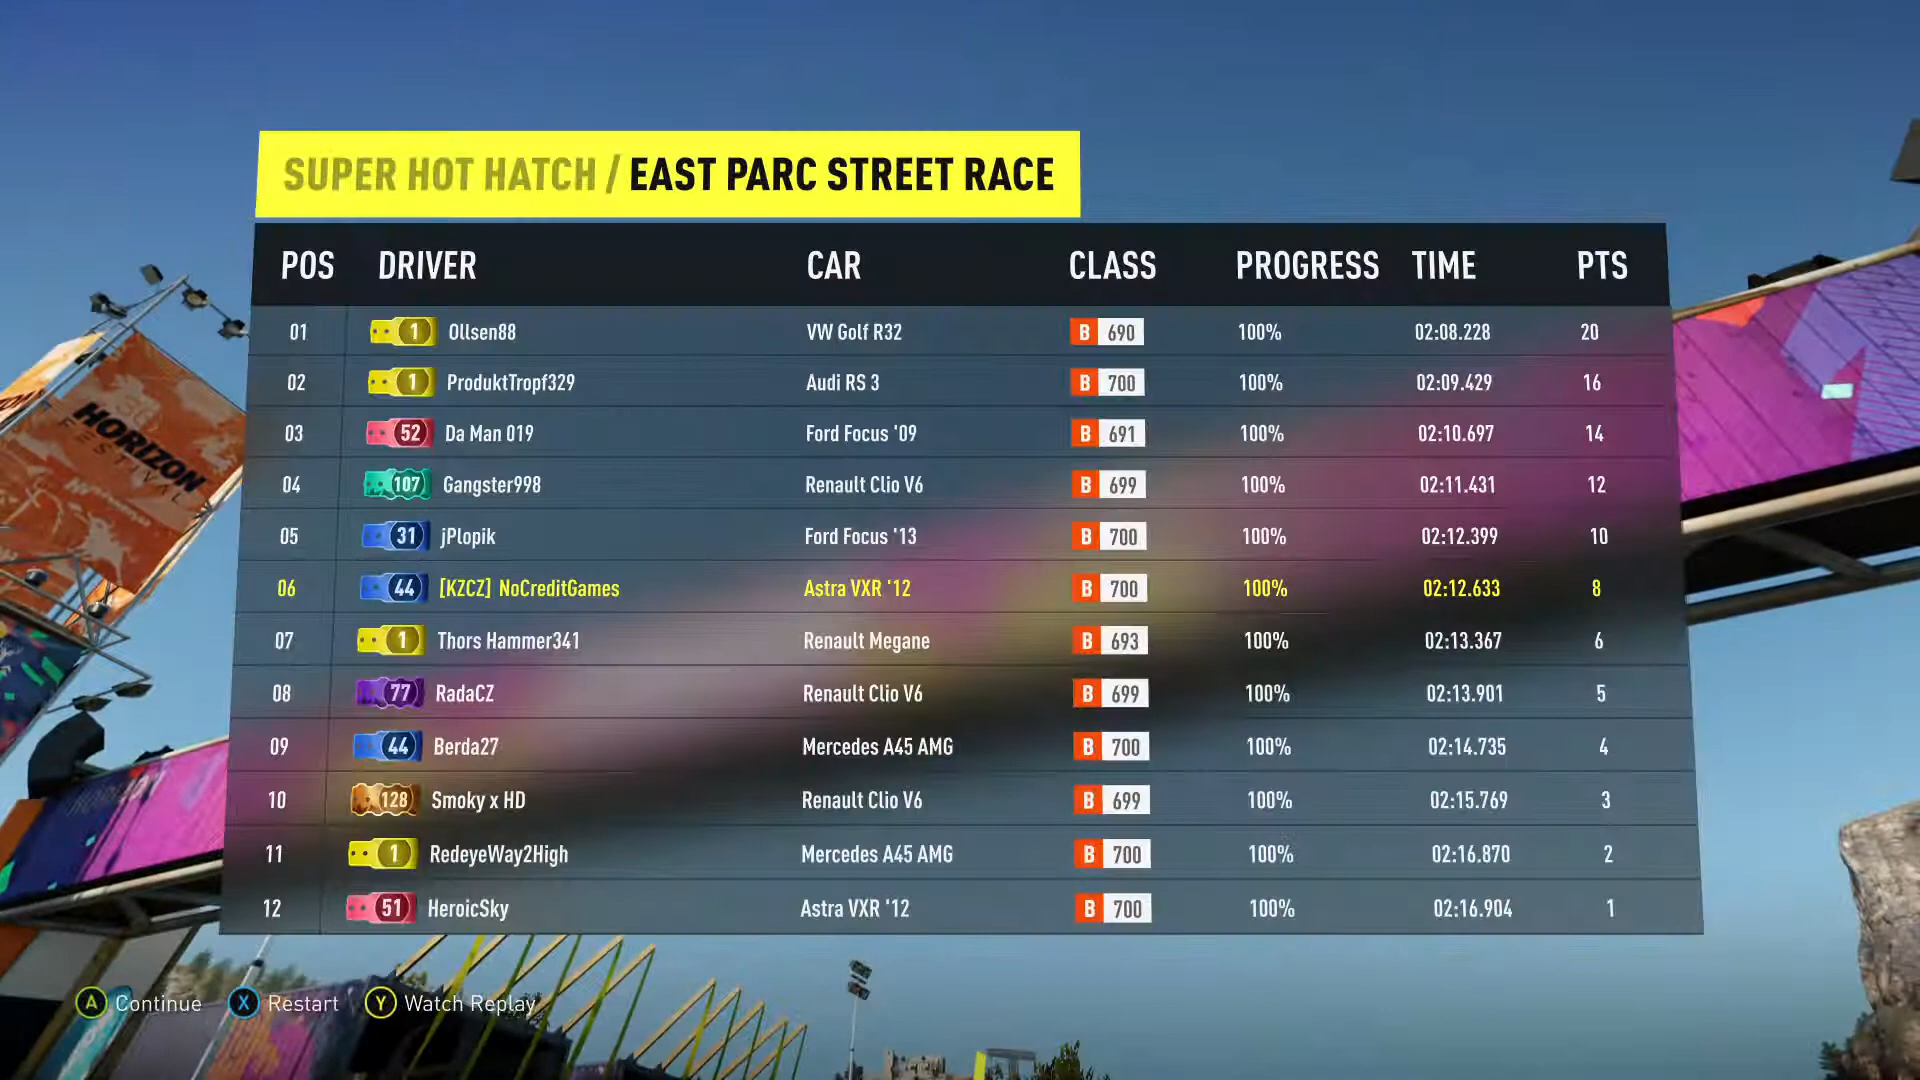 SUPER HOT HATCH / EAST PARC STREET RACE
POS DRIVER CAR CLASS PROGRESS TIME PTS
01 1 Ollsen88 VW Golf R32 B 690 100% 02:08.228 20
02 1 ProduktTropf329 Audi RS 3 B 700 100% 02:09.429 16
03 52 Da Man 019 Ford Focus '09 B 691 100% 02:10.697 14
04 107 Gangster998 Renault Clio V6 B 699 100% 02:11.431 12
05 31 jPlopik Ford Focus '13 B 700 100% 02:12.399 10
06 44 [KZCZ] NoCreditGames Astra VXR '12 B 700 100% 02:12.633 8
07 1 Thors Hammer341 Renault Megane B 693 100% 02:13.367 6
08 77 RadaCZ Renault Clio V6 B 699 100% 02:13.901 5
09 44 Berda27 Mercedes A45 AMG B 700 100% 02:14.735 4
10 128 Smoky x HD Renault Clio V6 B 699 100% 02:15.769 3
11 1 RedeyeWay2High Mercedes A45 AMG B 700 100% 02:16.870 2
12 51 HeroicSky Astra VXR '12 B 700 100% 02:16.904 1
HORIZON
FESTIVAL
A Continue X Restart Y Watch Replay